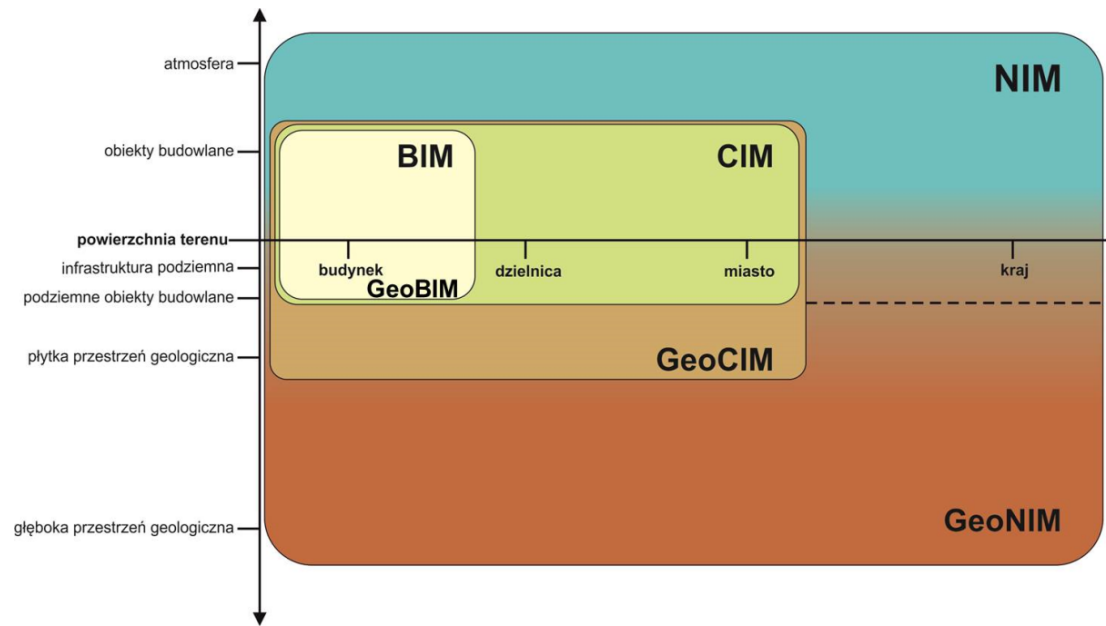 atmosfera
NIM
obiekty budowlane
BIM
CIM
powierzchnia terenu
infrastruktura podziemna
budynek
dzielnica
miasto
kraj
GeoBIM
podziemne obiekty budowlane
płytka przestrzeń geologiczna
GeoCIM
głęboka przestrzeń geologiczna
GeoNIM